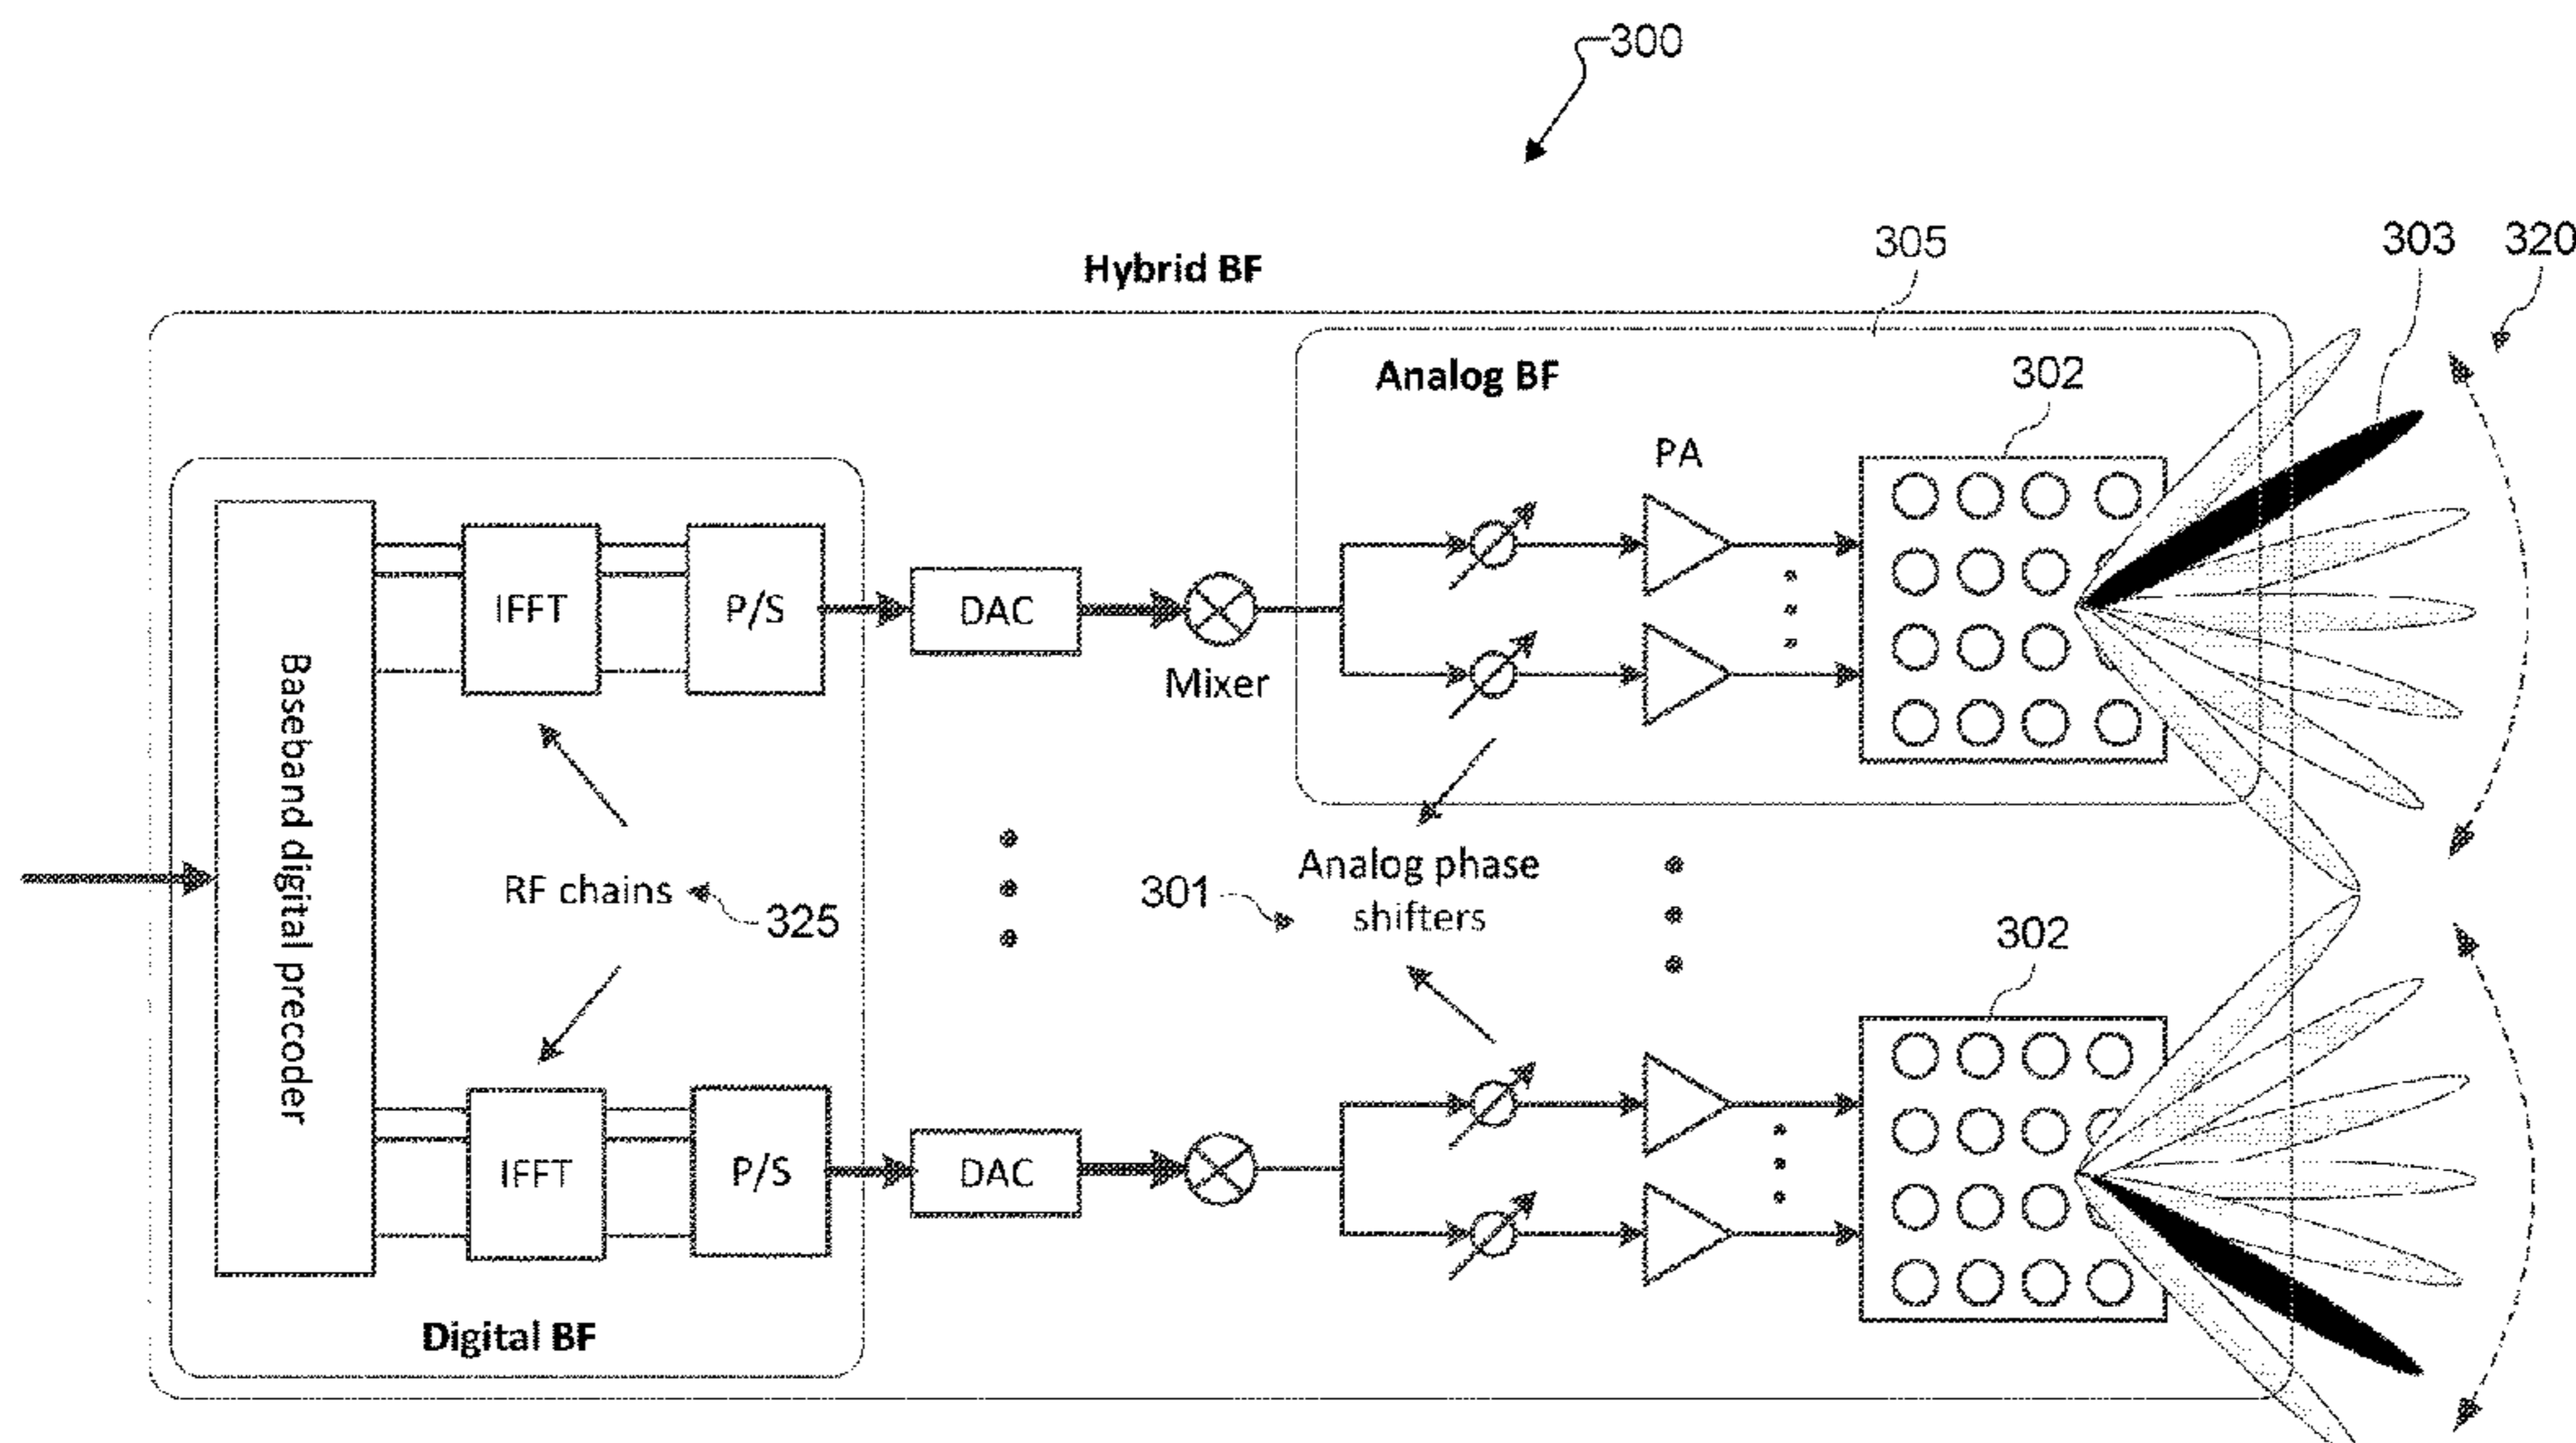 300
305
303
320
Hybrid BF
Analog BF
302
PA
IFFT
P/S
DAC
Mixer
Baseband digital precoder
RF chains
325
301
Analog phase
shifters
302
IFFT
P/S
DAC
Digital BF